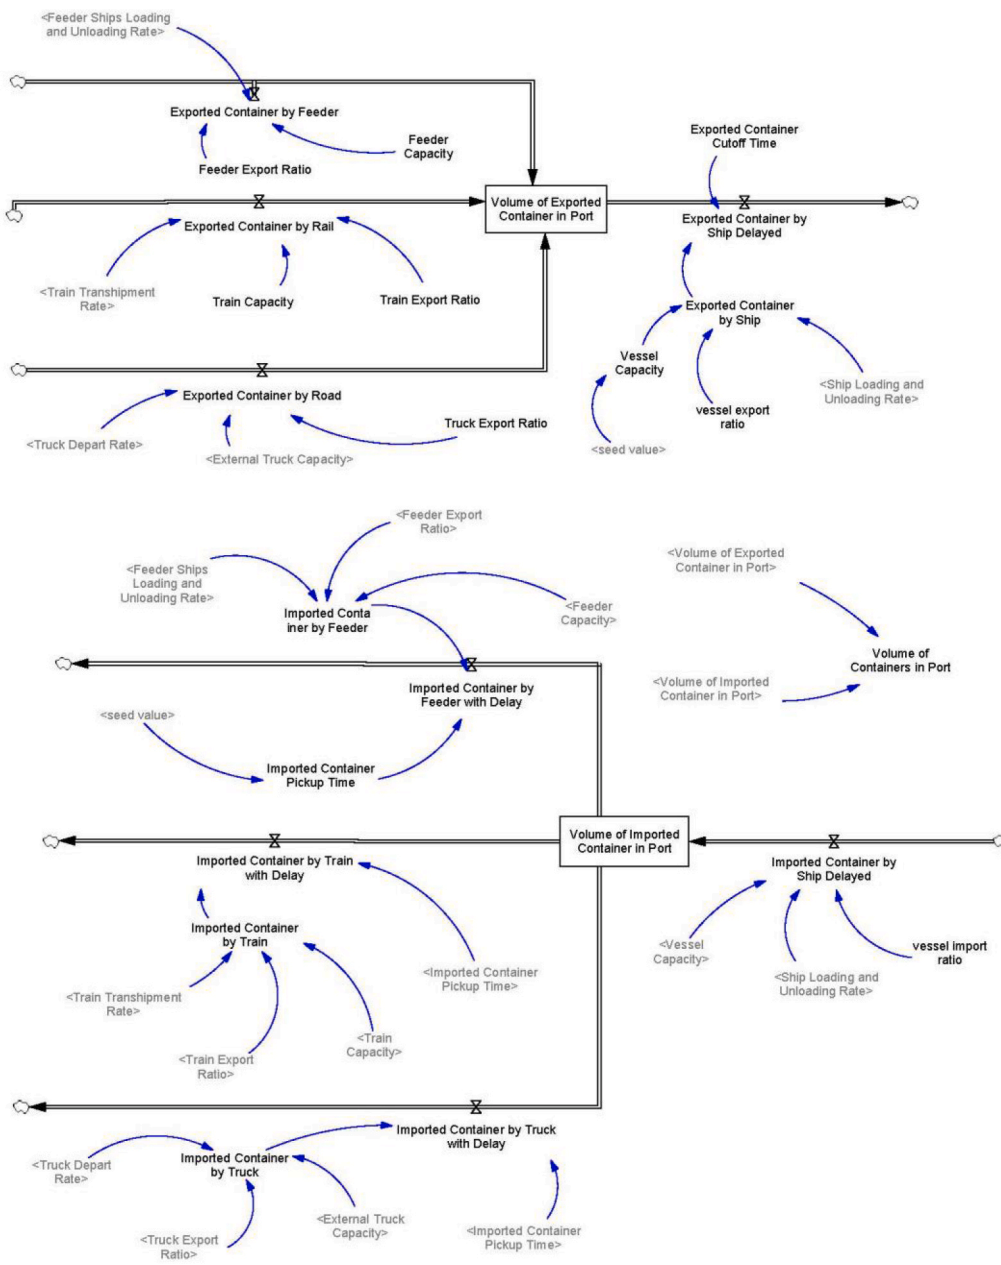 <Feeder Ships Loading
and Unloading Rate>
Exported Container by Feeder
Feeder
Capacity
Feeder Export Ratio
Exported Container
Cutoff Time
Volume of Exported
Container in Port
Exported Container by Rail
Exported Container by
Ship Delayed
<Train Transhipment
Rate>
Train Capacity
Train Export Ratio
Exported Container
by Ship
Vessel
Capacity
<Ship Loading and
Unloading Rate>
vessel export
ratio
Exported Container by Road
Truck Export Ratio
<Truck Depart Rate>
<External Truck Capacity>
<seed value>
<Feeder Export
Ratio>
<Feeder Ships
Loading and
Unloading Rate>
Imported Conta
iner by Feeder
<Feeder
Capacity>
<Volume of Exported
Container in Port>
Volume of
Containers in Port
<Volume of Imported
Container in Port>
Imported Container by
Feeder with Delay
<seed value>
Imported Container
Pickup Time
Volume of Imported
Container in Port
Imported Container by Train
with Delay
Imported Container by
Ship Delayed
Imported Container
by Train
<Vessel
Capacity>
vessel import
ratio
<Imported Container
Pickup Time>
<Ship Loading and
Unloading Rate>
<Train Transhipment
Rate>
<Train Export
Ratio>
<Train
Capacity>
Imported Container by Truck
with Delay
<Truck Depart
Rate>
Imported Container
by Truck
<External Truck
Capacity>
<Truck Export
Ratio>
<Imported Container
Pickup Time>